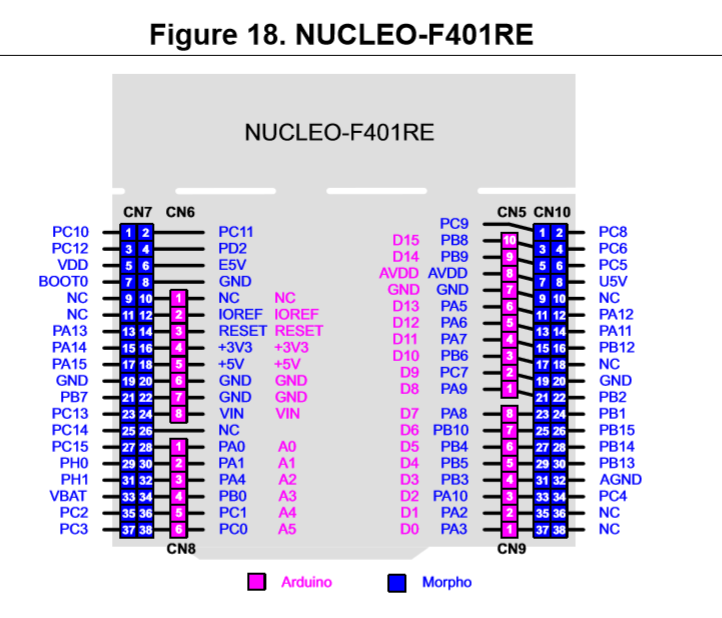 Figure 18. NUCLEO-F401RE
NUCLEO-F401RE
CN7 CN6 CN5 CN10
PC9
PC10 1 2 PC11 1 2 PC8
PC12 3 4 PD2 D15 PB8 10 3 4 PC6
VDD 5 6 E5V D14 PB9 9 5 6 PC5
BOOT0 7 8 GND AVDD AVDD 8 7 8 U5V
NC 9 10 1 NC NC GND GND 7 9 10 NC
NC 11 12 2 IOREF IOREF D13 PA5 6 11 12 PA12
PA13 13 14 3 RESET RESET D12 PA6 5 13 14 PA11
PA14 15 16 4 +3V3 +3V3 D11 PA7 4 15 16 PB12
PA15 17 18 5 +5V +5V D10 PB6 3 17 18 NC
GND 19 20 6 GND GND D9 PC7 2 19 20 GND
PB7 21 22 7 GND GND D8 PA9 1 21 22 PB2
PC13 23 24 8 VIN VIN D7 PA8 8 23 24 PB1
PC14 25 26 NC D6 PB10 7 25 26 PB15
PC15 27 28 1 PA0 A0 D5 PB4 6 27 28 PB14
PH0 29 30 2 PA1 A1 D4 PB5 5 29 30 PB13
PH1 31 32 3 PA4 A2 D3 PB3 4 31 32 AGND
VBAT 33 34 4 PB0 A3 D2 PA10 3 33 34 PC4
PC2 35 36 5 PC1 A4 D1 PA2 2 35 36 NC
PC3 37 38 6 PC0 A5 D0 PA3 1 37 38 NC
CN8 CN9
Arduino Morpho